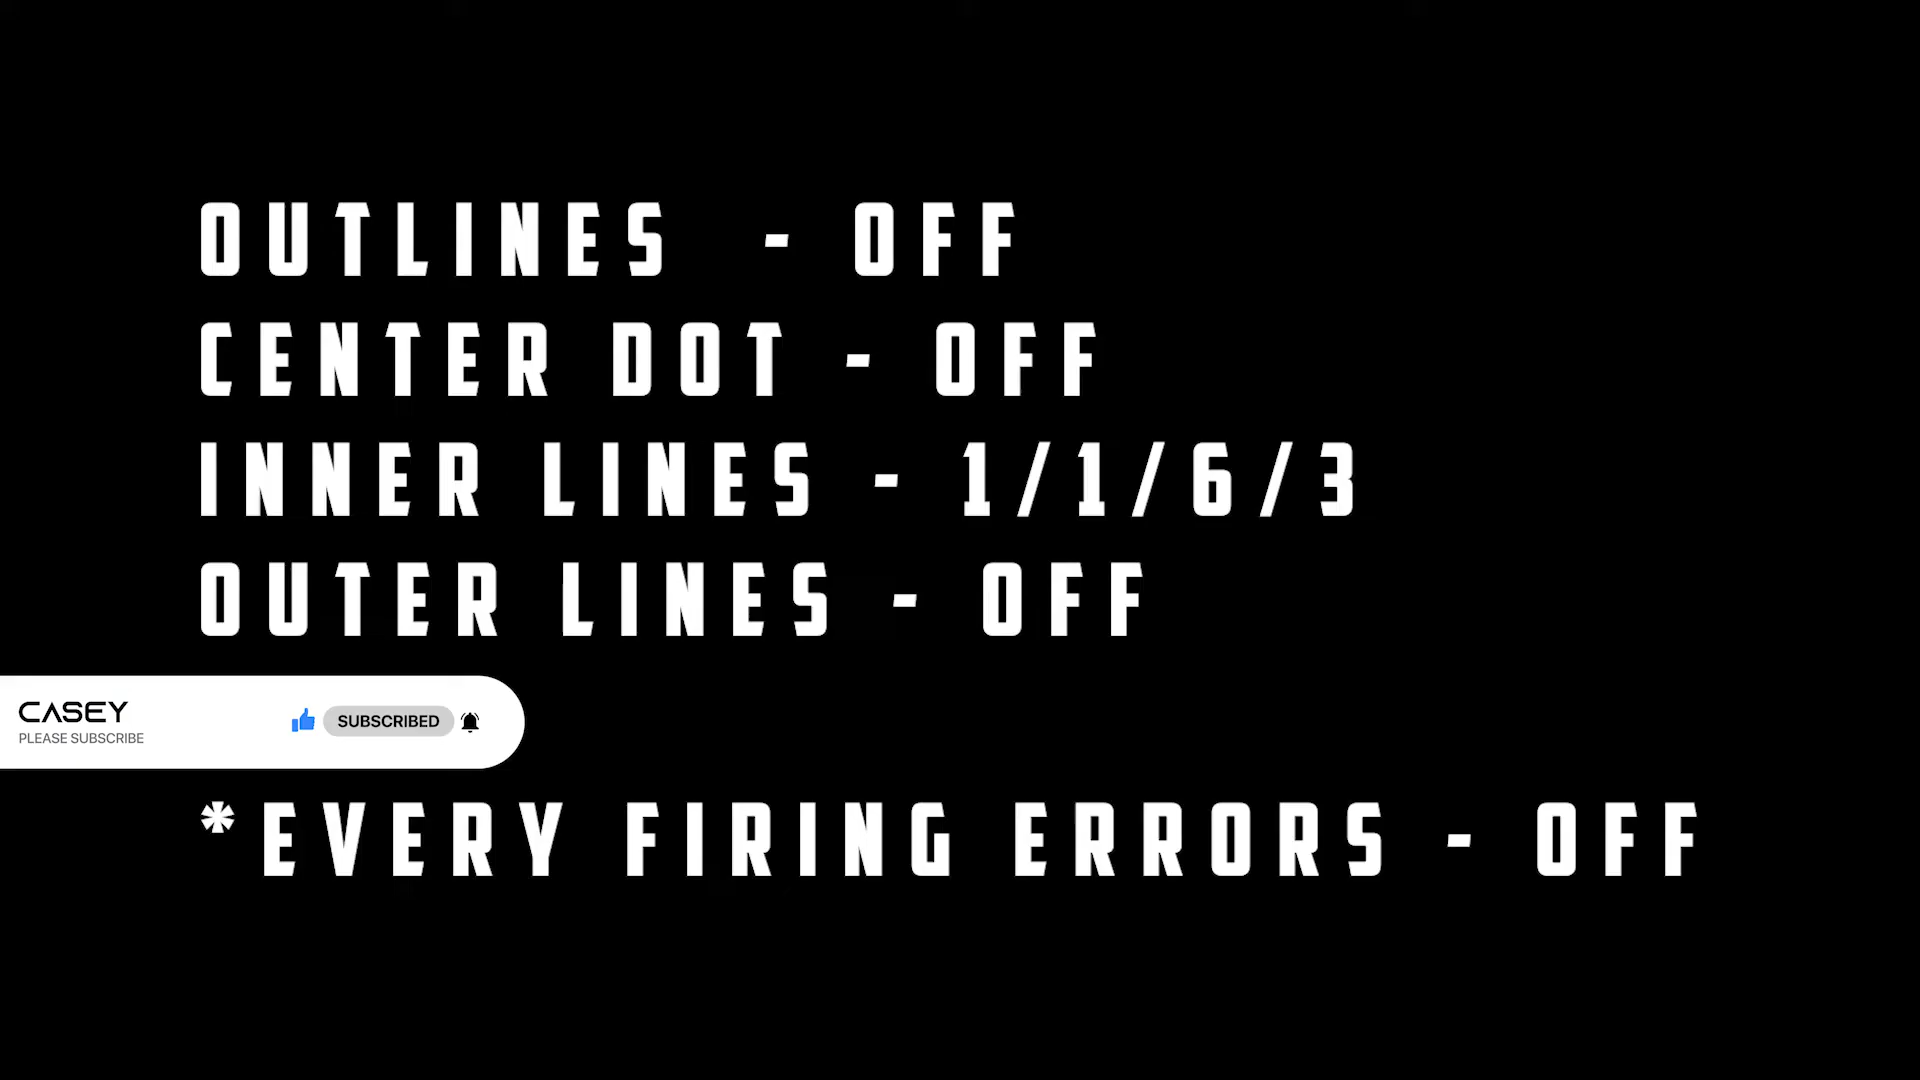 OUTLINES - OFF
CENTER DOT - OFF
INNER LINES - 1/1/6/3
OUTER LINES - OFF
CASEY
SUBSCRIBED
PLEASE SUBSCRIBE
*EVERY FIRING ERRORS - OFF